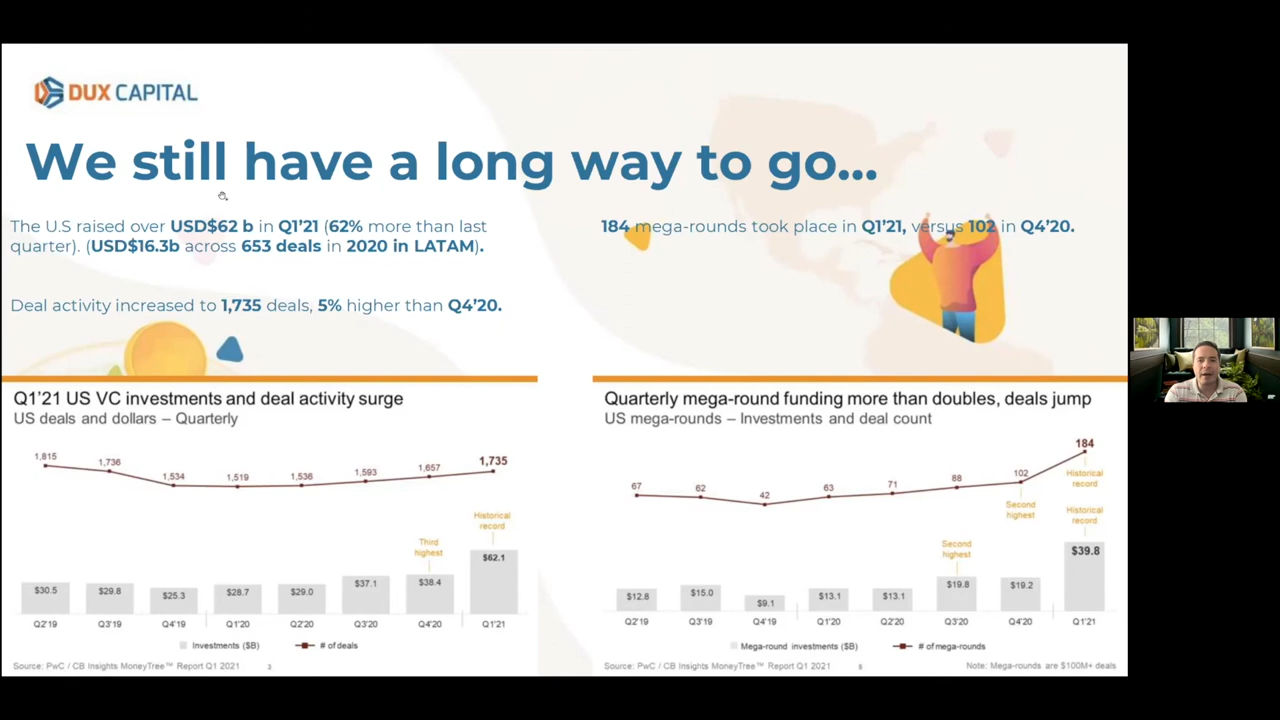 DUX CAPITAL
We still have a long way to go...
The U.S raised over USD$62 b in Q1’21 (62% more than last
quarter). (USD$16.3b across 653 deals in 2020 in LATAM).
Deal activity increased to 1,735 deals, 5% higher than Q4’20.
184 mega-rounds took place in Q1’21, versus 102 in Q4’20.
Q1’21 US VC investments and deal activity surge
US deals and dollars – Quarterly
1,815 1,736 1,534 1,519 1,536 1,593 1,657 1,735
Historical
record
Third
highest
$30.5 $29.8 $25.3 $28.7 $29.0 $37.1 $38.4 $62.1
Q2'19 Q3'19 Q4'19 Q1'20 Q2'20 Q3'20 Q4'20 Q1'21
Investments ($B) # of deals
Source: PwC / CB Insights MoneyTree™ Report Q1 2021 3
Quarterly mega-round funding more than doubles, deals jump
US mega-rounds – Investments and deal count
67 62 42 63 71 88 102 184
Historical
record
Second
highest
Historical
record
Second
highest
$12.8 $15.0 $9.1 $13.1 $13.1 $19.8 $19.2 $39.8
Q2'19 Q3'19 Q4'19 Q1'20 Q2'20 Q3'20 Q4'20 Q1'21
Mega-round investments ($B) # of mega-rounds
Source: PwC / CB Insights MoneyTree™ Report Q1 2021
Note: Mega-rounds are $100M+ deals